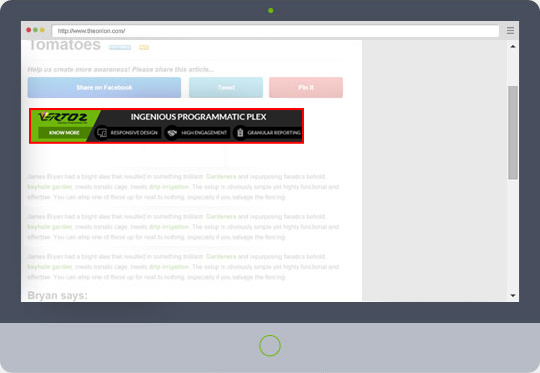 http://www.theonion.com/
Tomatoes
Help us create more awareness! Please share this article...
Share on Facebook
Tweet
Pin It
VERTOZ
INGENIOUS PROGRAMMATIC PLEX
KNOW MORE
RESPONSIVE DESIGN
HIGH ENGAGEMENT
GRANULAR REPORTING
James Bryan had a bright idea that resulted in something brilliant. Gardeners and repurposing fanatics behold,
hayhalle garden, meets tomato cage, meets drip irrigation. The setup is obviously simple yet highly functional and
effective. You can whip one of these up for next to nothing, especially if you salvage the fencing.
James Bryan had a bright idea that resulted in something brilliant. Gardeners and repurposing fanatics behold,
hayhalle garden, meets tomato cage, meets drip irrigation. The setup is obviously simple yet highly functional and
effective. You can whip one of these up for next to nothing, especially if you salvage the fencing.
James Bryan had a bright idea that resulted in something brilliant. Gardeners and repurposing fanatics behold,
hayhalle garden, meets tomato cage, meets drip irrigation. The setup is obviously simple yet highly functional and
effective. You can whip one of these up for next to nothing, especially if you salvage the fencing.
Bryan says: